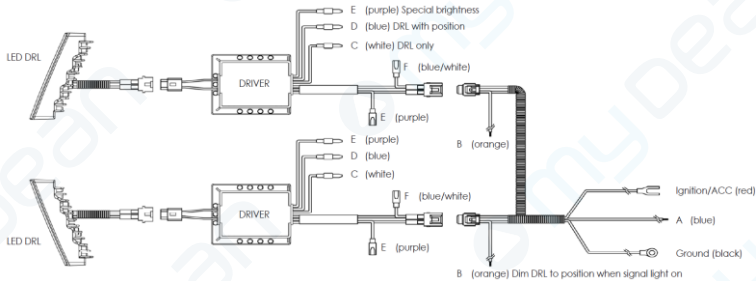 E (purple) Special brightness
D (blue) DRL with position
LED DRL
C (white) DRL only
F (blue/white)
DRIVER
E (purple)
B (orange)
E (purple)
D (blue)
C (white)
F (blue/white)
Ignition/ACC (red)
DRIVER
A (blue)
LED DRL
E (purple)
Ground (black)
B (orange) Dim DRL to position when signal light on
my dean